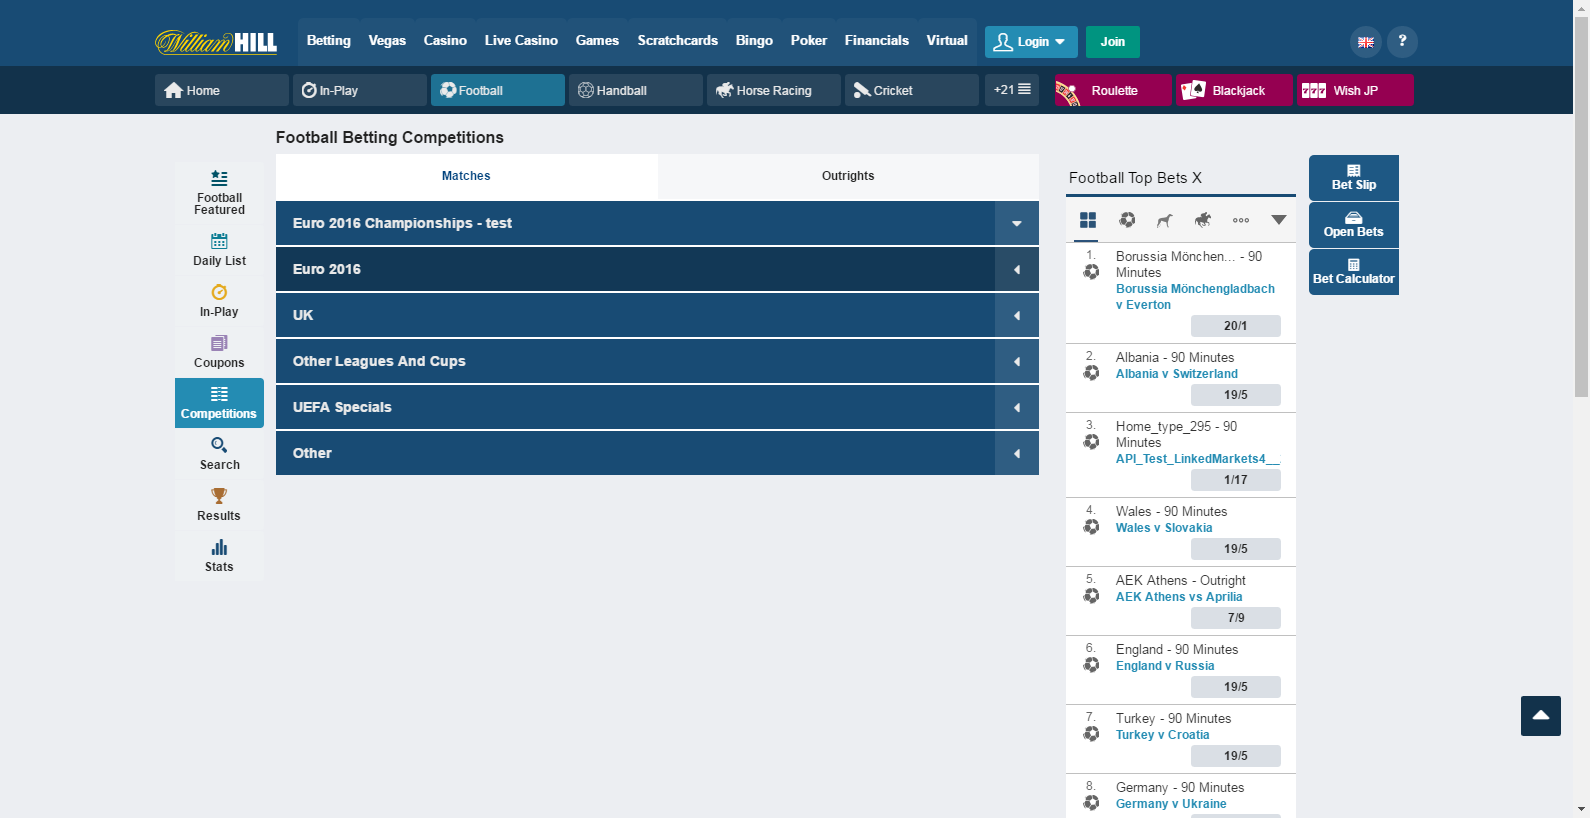 William HILL
Betting
Vegas
Casino
Live Casino
Games
Scratchcards
Bingo
Poker
Financials
Virtual
Login
Join
?
Home
In-Play
Football
Handball
Horse Racing
Cricket
+21
Roulette
Blackjack
777
Wish JP
Football Betting Competitions
Football
Featured
Daily List
In-Play
Coupons
Competitions
Search
Results
Stats
Matches
Outrights
Euro 2016 Championships - test
Euro 2016
UK
Other Leagues And Cups
UEFA Specials
Other
Football Top Bets X
1.
Borussia Mönchen... - 90
Minutes
Borussia Mönchengladbach
v Everton
20/1
2.
Albania - 90 Minutes
Albania v Switzerland
19/5
3.
Home_type_295 - 90
Minutes
API_Test_LinkedMarkets4__
1/17
4.
Wales - 90 Minutes
Wales v Slovakia
19/5
5.
AEK Athens - Outright
AEK Athens vs Aprilia
7/9
6.
England - 90 Minutes
England v Russia
19/5
7.
Turkey - 90 Minutes
Turkey v Croatia
19/5
8.
Germany - 90 Minutes
Germany v Ukraine
Bet Slip
Open Bets
Bet Calculator